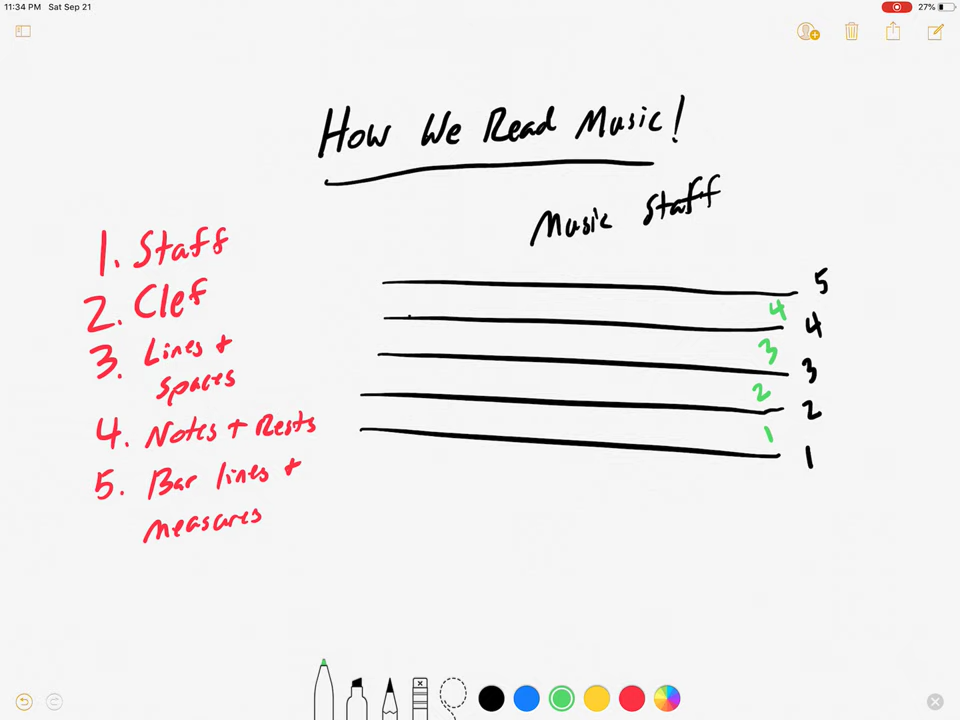 11:34 PM Sat Sep 21
27%
How We Read Music!
Music Staff
1. Staff
2. Clef
3. Lines +
spaces
4. Notes + Rests
5. Bar lines +
measures
5
4
4
3
3
2
2
1
1